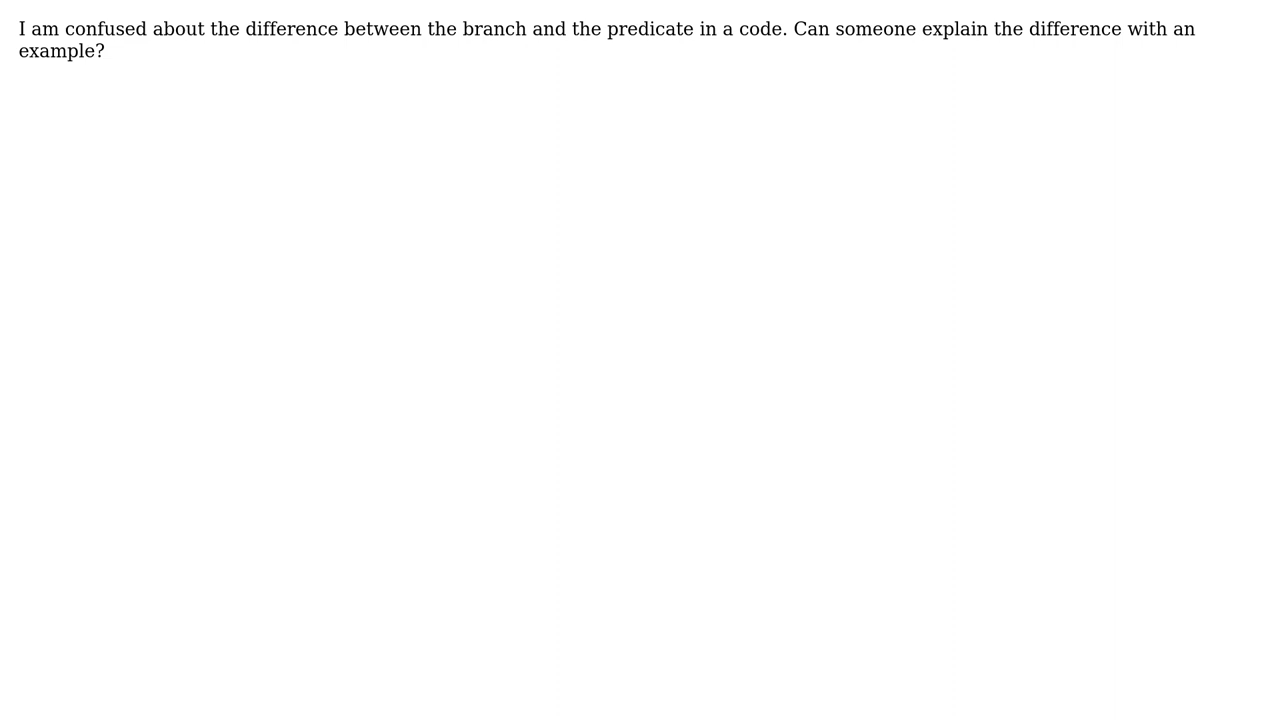 I am confused about the difference between the branch and the predicate in a code. Can someone explain the difference with an
example?